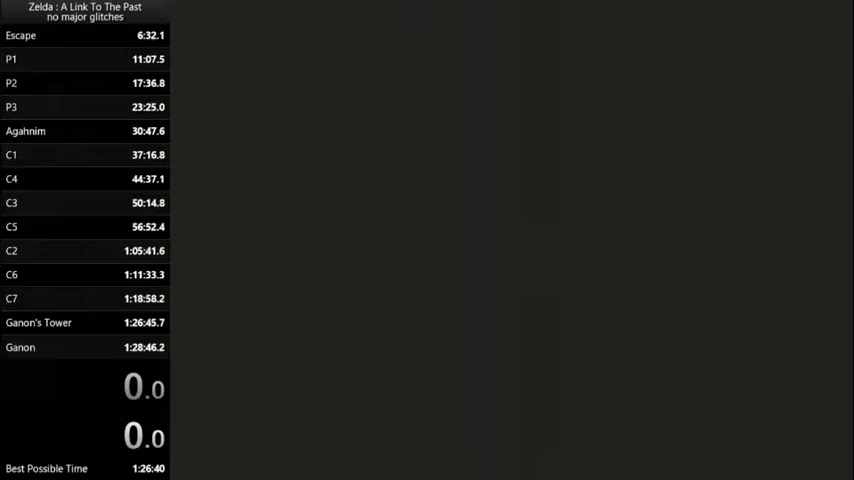 Zelda : A Link To The Past
no major glitches
Escape 6:32.1
P1 11:07.5
P2 17:36.8
P3 23:25.0
Agahnim 30:47.6
C1 37:16.8
C4 44:37.1
C3 50:14.8
C5 56:52.4
C2 1:05:41.6
C6 1:11:33.3
C7 1:18:58.2
Ganon's Tower 1:26:45.7
Ganon 1:28:46.2
0.0
0.0
Best Possible Time 1:26:40